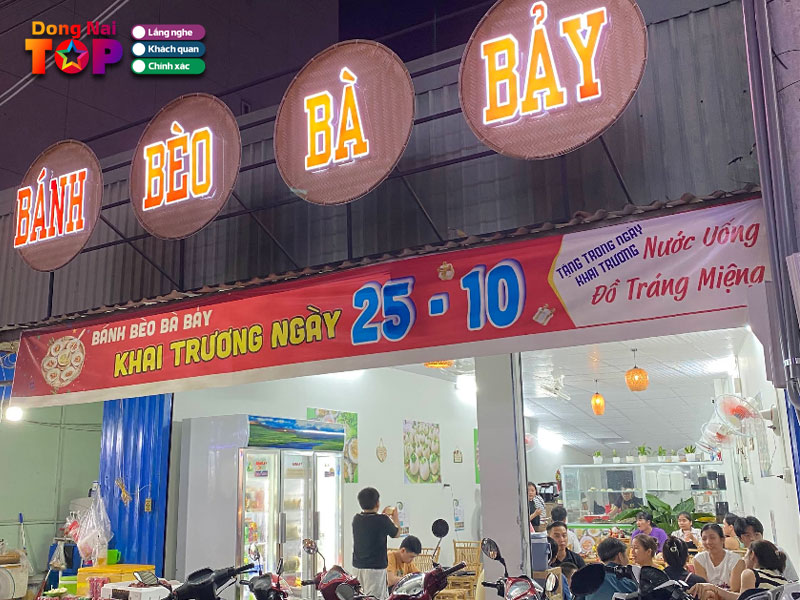 Dong Nai
TOP
Lắng nghe
Khách quan
Chính xác
BÁNH BÈO BÀ BẢY
BÁNH BÈO BÀ BẢY
KHAI TRƯƠNG NGÀY 25 - 10
TẶNG TRONG NGÀY
KHAI TRƯƠNG
Nước Uống
Đồ Tráng Miệng